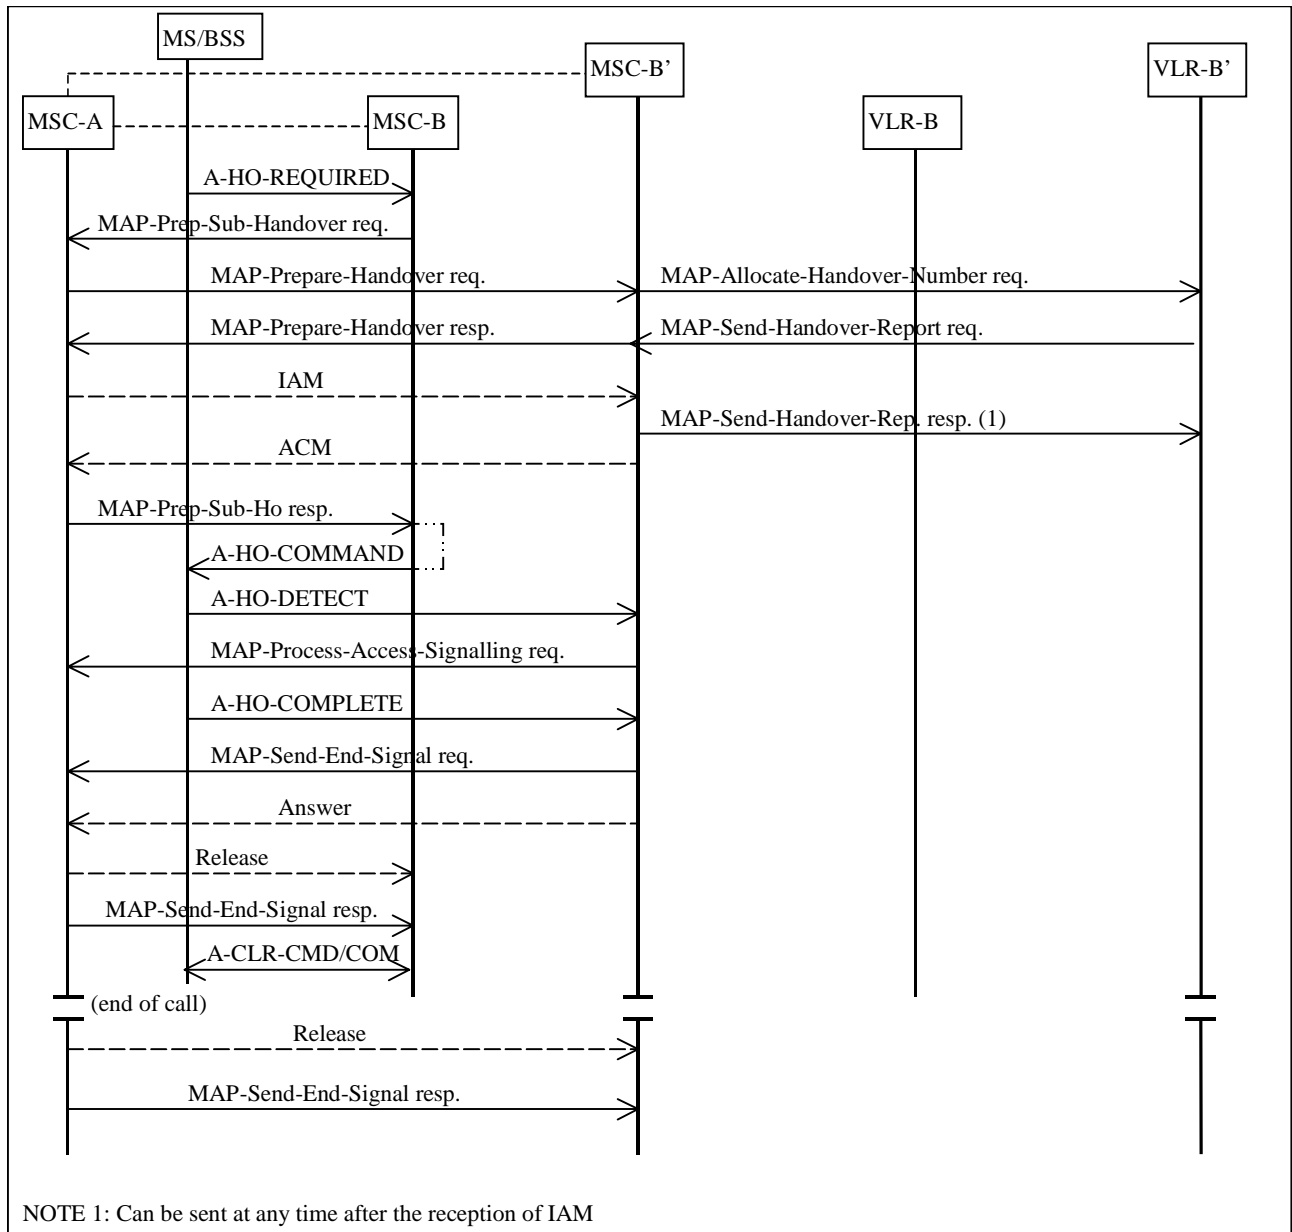 MS/BSS
MSC-B’
VLR-B’
MSC-A
MSC-B
VLR-B
A-HO-REQUIRED
MAP-Prep-Sub-Handover req.
MAP-Prepare-Handover req.
MAP-Allocate-Handover-Number req.
MAP-Prepare-Handover resp.
MAP-Send-Handover-Report req.
IAM
MAP-Send-Handover-Rep. resp. (1)
ACM
MAP-Prep-Sub-Ho resp.
A-HO-COMMAND
A-HO-DETECT
MAP-Process-Access-Signalling req.
A-HO-COMPLETE
MAP-Send-End-Signal req.
Answer
Release
MAP-Send-End-Signal resp.
A-CLR-CMD/COM
(end of call)
Release
MAP-Send-End-Signal resp.
NOTE 1: Can be sent at any time after the reception of IAM